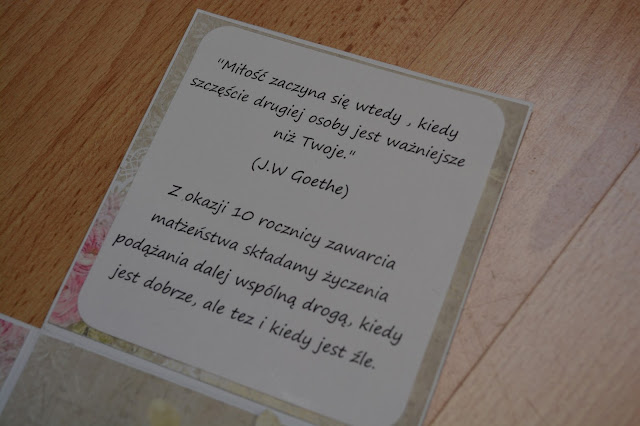 "Miłość zaczyna się wtedy , kiedy
szczęście drugiej osoby jest ważniejsze
niż Twoje."
(J.W Goethe)
Z okazji 10 rocznicy zawarcia
małżeństwa składamy życzenia
podążania dalej wspólną drogą, kiedy
jest dobrze, ale tez i kiedy jest źle.